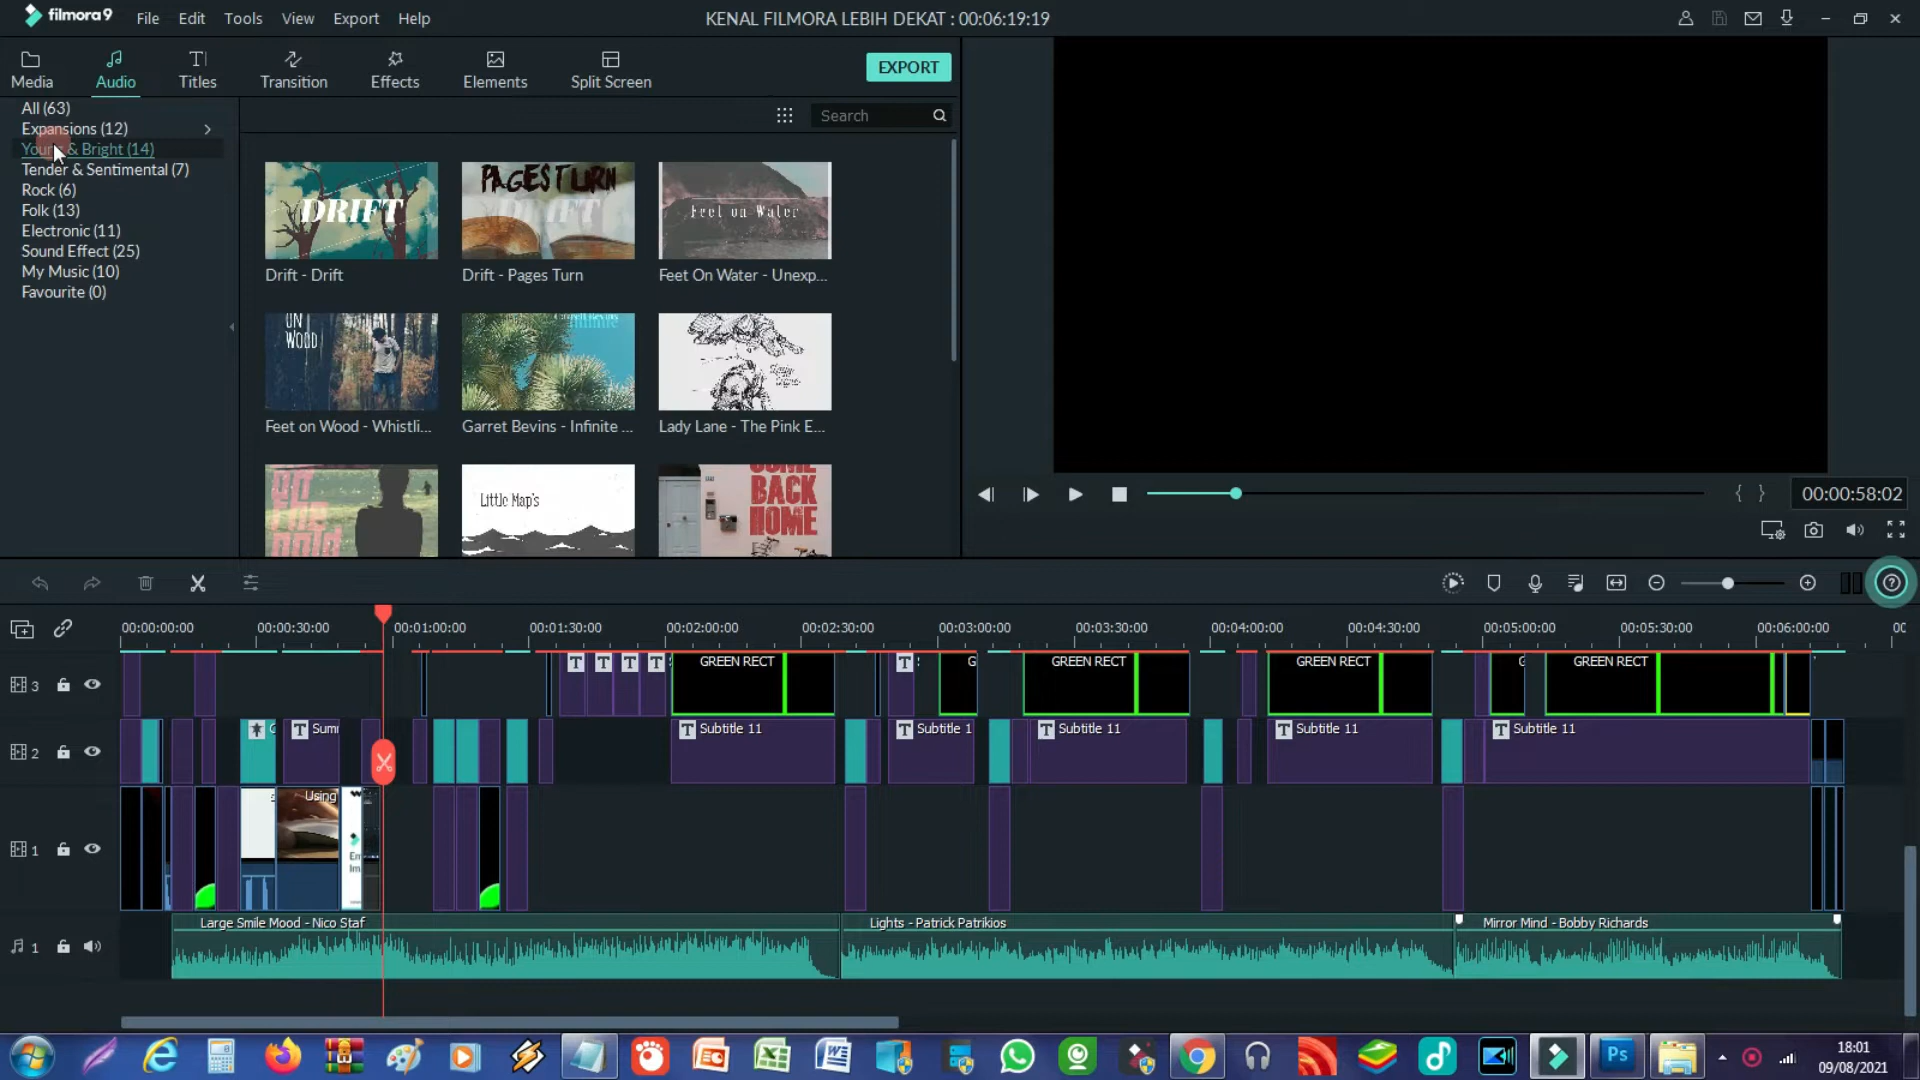 filmora9
File Edit Tools View Export Help
KENAL FILMORA LEBIH DEKAT : 00:06:19:19
Media Audio Titles Transition Effects Elements Split Screen
EXPORT
All (63)
Expansions (12)
Young & Bright (14)
Tender & Sentimental (7)
Rock (6)
Folk (13)
Electronic (11)
Sound Effect (25)
My Music (10)
Favourite (0)
Search
DRIFT
PAGES TURN
DRIFT
Feet on Water
Drift - Drift
Drift - Pages Turn
Feet On Water - Unexp...
ON WOOD
Feet on Wood - Whistli...
Garret Bevins - Infinite ...
Lady Lane - The Pink E...
Little Map's
COME
BACK
HOME
00:00:58:02
00:00:00:00 00:00:30:00 00:01:00:00 00:01:30:00 00:02:00:00 00:02:30:00 00:03:00:00 00:03:30:00 00:04:00:00 00:04:30:00 00:05:00:00 00:05:30:00 00:06:00:00
3
T T T T GREEN RECT T G GREEN RECT GREEN RECT GREEN RECT
2
T Sum T Subtitle 11 T Subtitle 1 T Subtitle 11 T Subtitle 11 T Subtitle 11
1
Using
Large Smile Mood - Nico Staf
Lights - Patrick Patrikios
Mirror Mind - Bobby Richards
1
Ps
18:01
09/08/2021